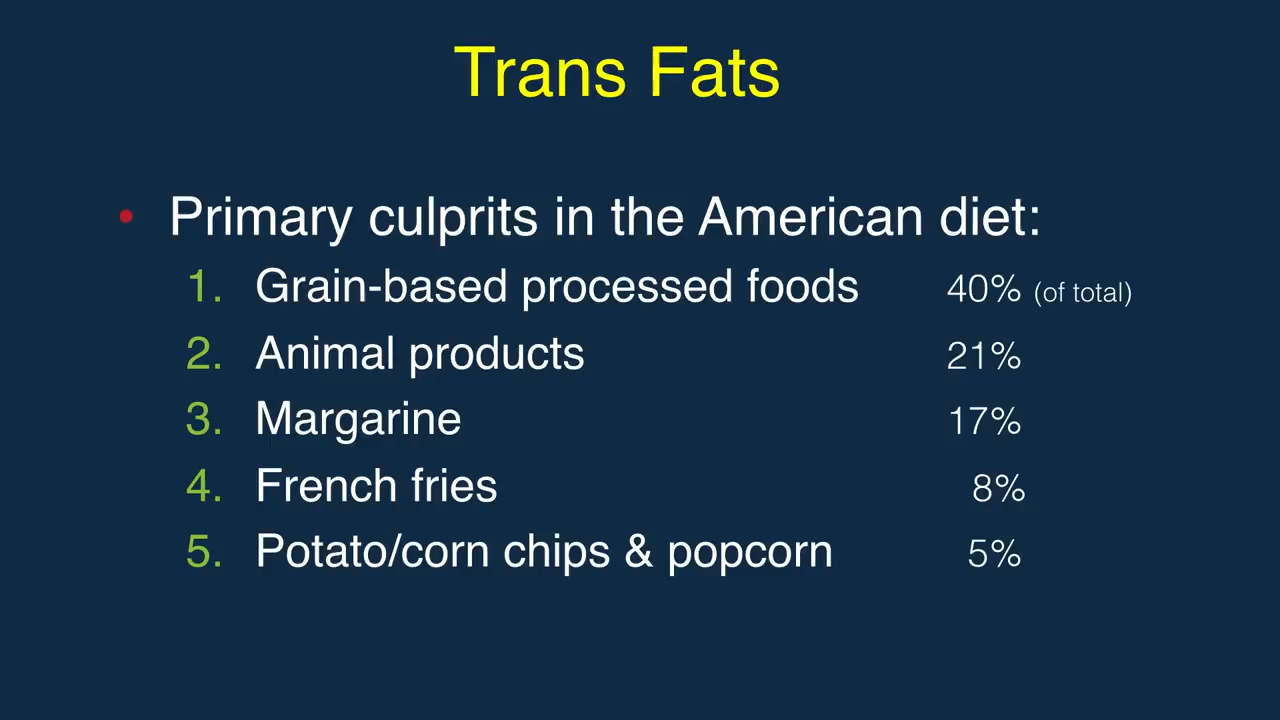 Trans Fats
• Primary culprits in the American diet:
1. Grain-based processed foods 40% (of total)
2. Animal products 21%
3. Margarine 17%
4. French fries 8%
5. Potato/corn chips & popcorn 5%